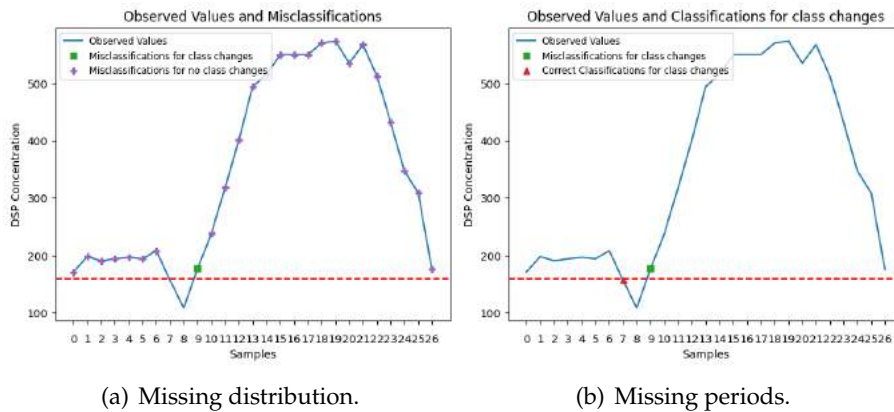 Observed Values and Misclassifications
Observed Values
Misclassifications for class changes
Misclassifications for no class changes
DSP Concentration
500
400
300
200
100
0 1 2 3 4 5 6 7 8 9 10 11 12 13 14 15 16 17 18 19 20 21 22 23 24 25 26
Samples
(a) Missing distribution.
Observed Values and Classifications for class changes
Observed Values
Misclassifications for class changes
Correct Classifications for class changes
DSP Concentration
500
400
300
200
100
0 1 2 3 4 5 6 7 8 9 10 11 12 13 14 15 16 17 18 19 20 21 22 23 24 25 26
Samples
(b) Missing periods.